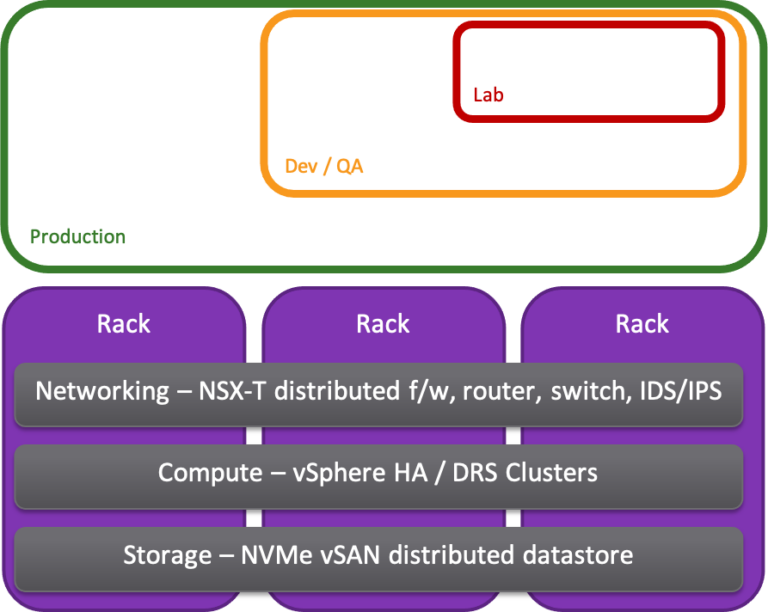 Lab
Dev / QA
Production
Rack Rack Rack
Networking – NSX-T distributed f/w, router, switch, IDS/IPS
Compute – vSphere HA / DRS Clusters
Storage – NVMe vSAN distributed datastore